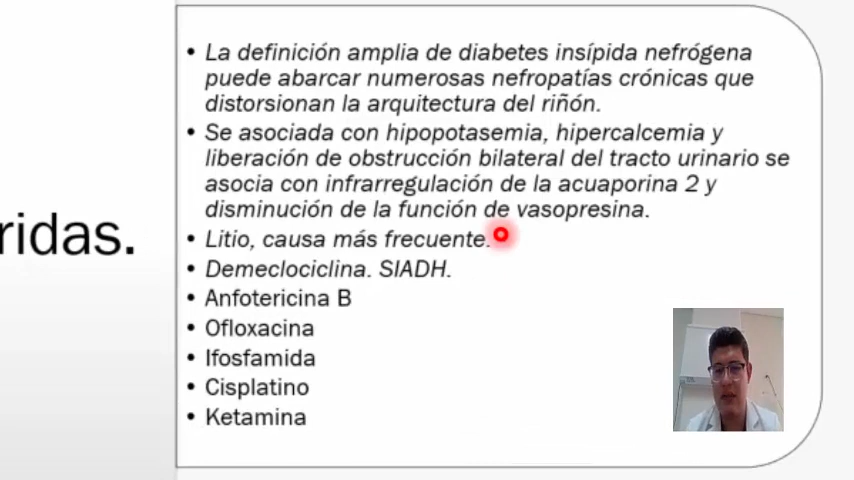 ridas.
• La definición amplia de diabetes insípida nefrógena
puede abarcar numerosas nefropatías crónicas que
distorsionan la arquitectura del riñón.
• Se asociada con hipopotasemia, hipercalcemia y
liberación de obstrucción bilateral del tracto urinario se
asocia con infrarregulación de la acuaporina 2 y
disminución de la función de vasopresina.
• Litio, causa más frecuente.
• Demeclociclina. SIADH.
• Anfotericina B
• Ofloxacina
• Ifosfamida
• Cisplatino
• Ketamina